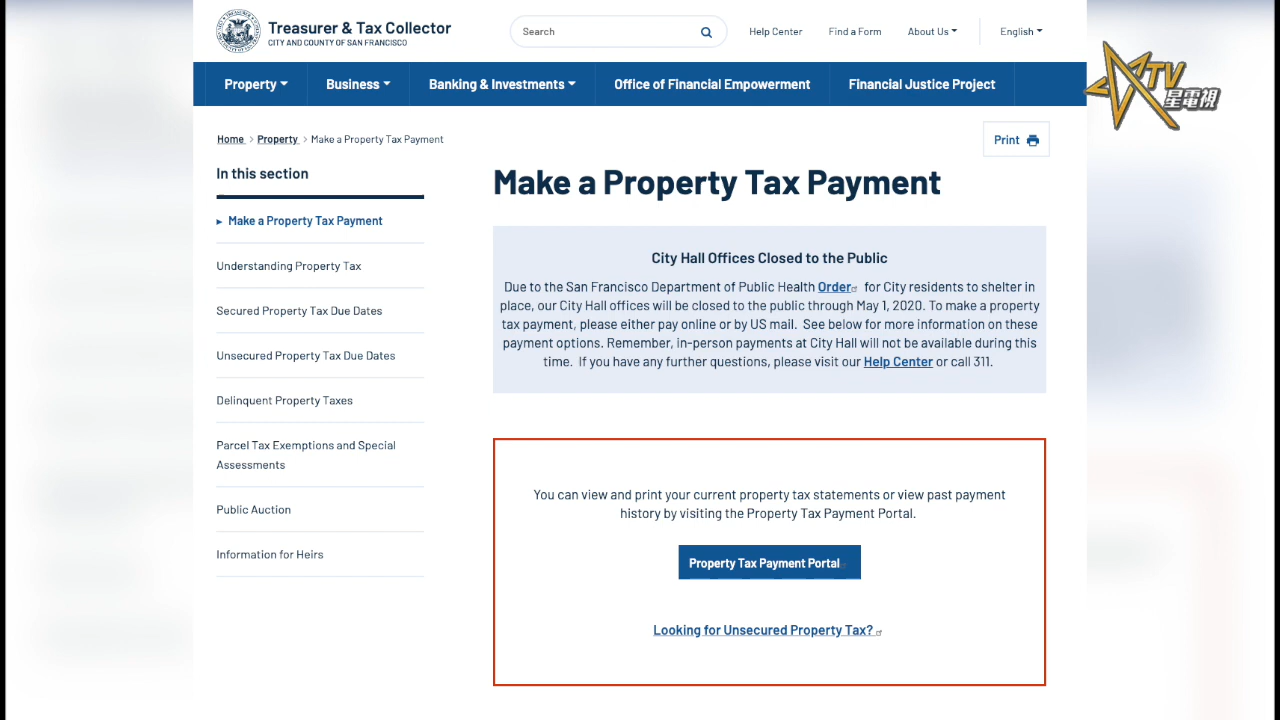 Treasurer & Tax Collector
CITY AND COUNTY OF SAN FRANCISCO
Search
Help Center
Find a Form
About Us
English
TV
星電視
Property
Business
Banking & Investments
Office of Financial Empowerment
Financial Justice Project
Home > Property > Make a Property Tax Payment
Print
In this section
Make a Property Tax Payment
Understanding Property Tax
Secured Property Tax Due Dates
Unsecured Property Tax Due Dates
Delinquent Property Taxes
Parcel Tax Exemptions and Special
Assessments
Public Auction
Information for Heirs
Make a Property Tax Payment
City Hall Offices Closed to the Public
Due to the San Francisco Department of Public Health Order for City residents to shelter in
place, our City Hall offices will be closed to the public through May 1, 2020. To make a property
tax payment, please either pay online or by US mail. See below for more information on these
payment options. Remember, in-person payments at City Hall will not be available during this
time. If you have any further questions, please visit our Help Center or call 311.
You can view and print your current property tax statements or view past payment
history by visiting the Property Tax Payment Portal.
Property Tax Payment Portal
Looking for Unsecured Property Tax?